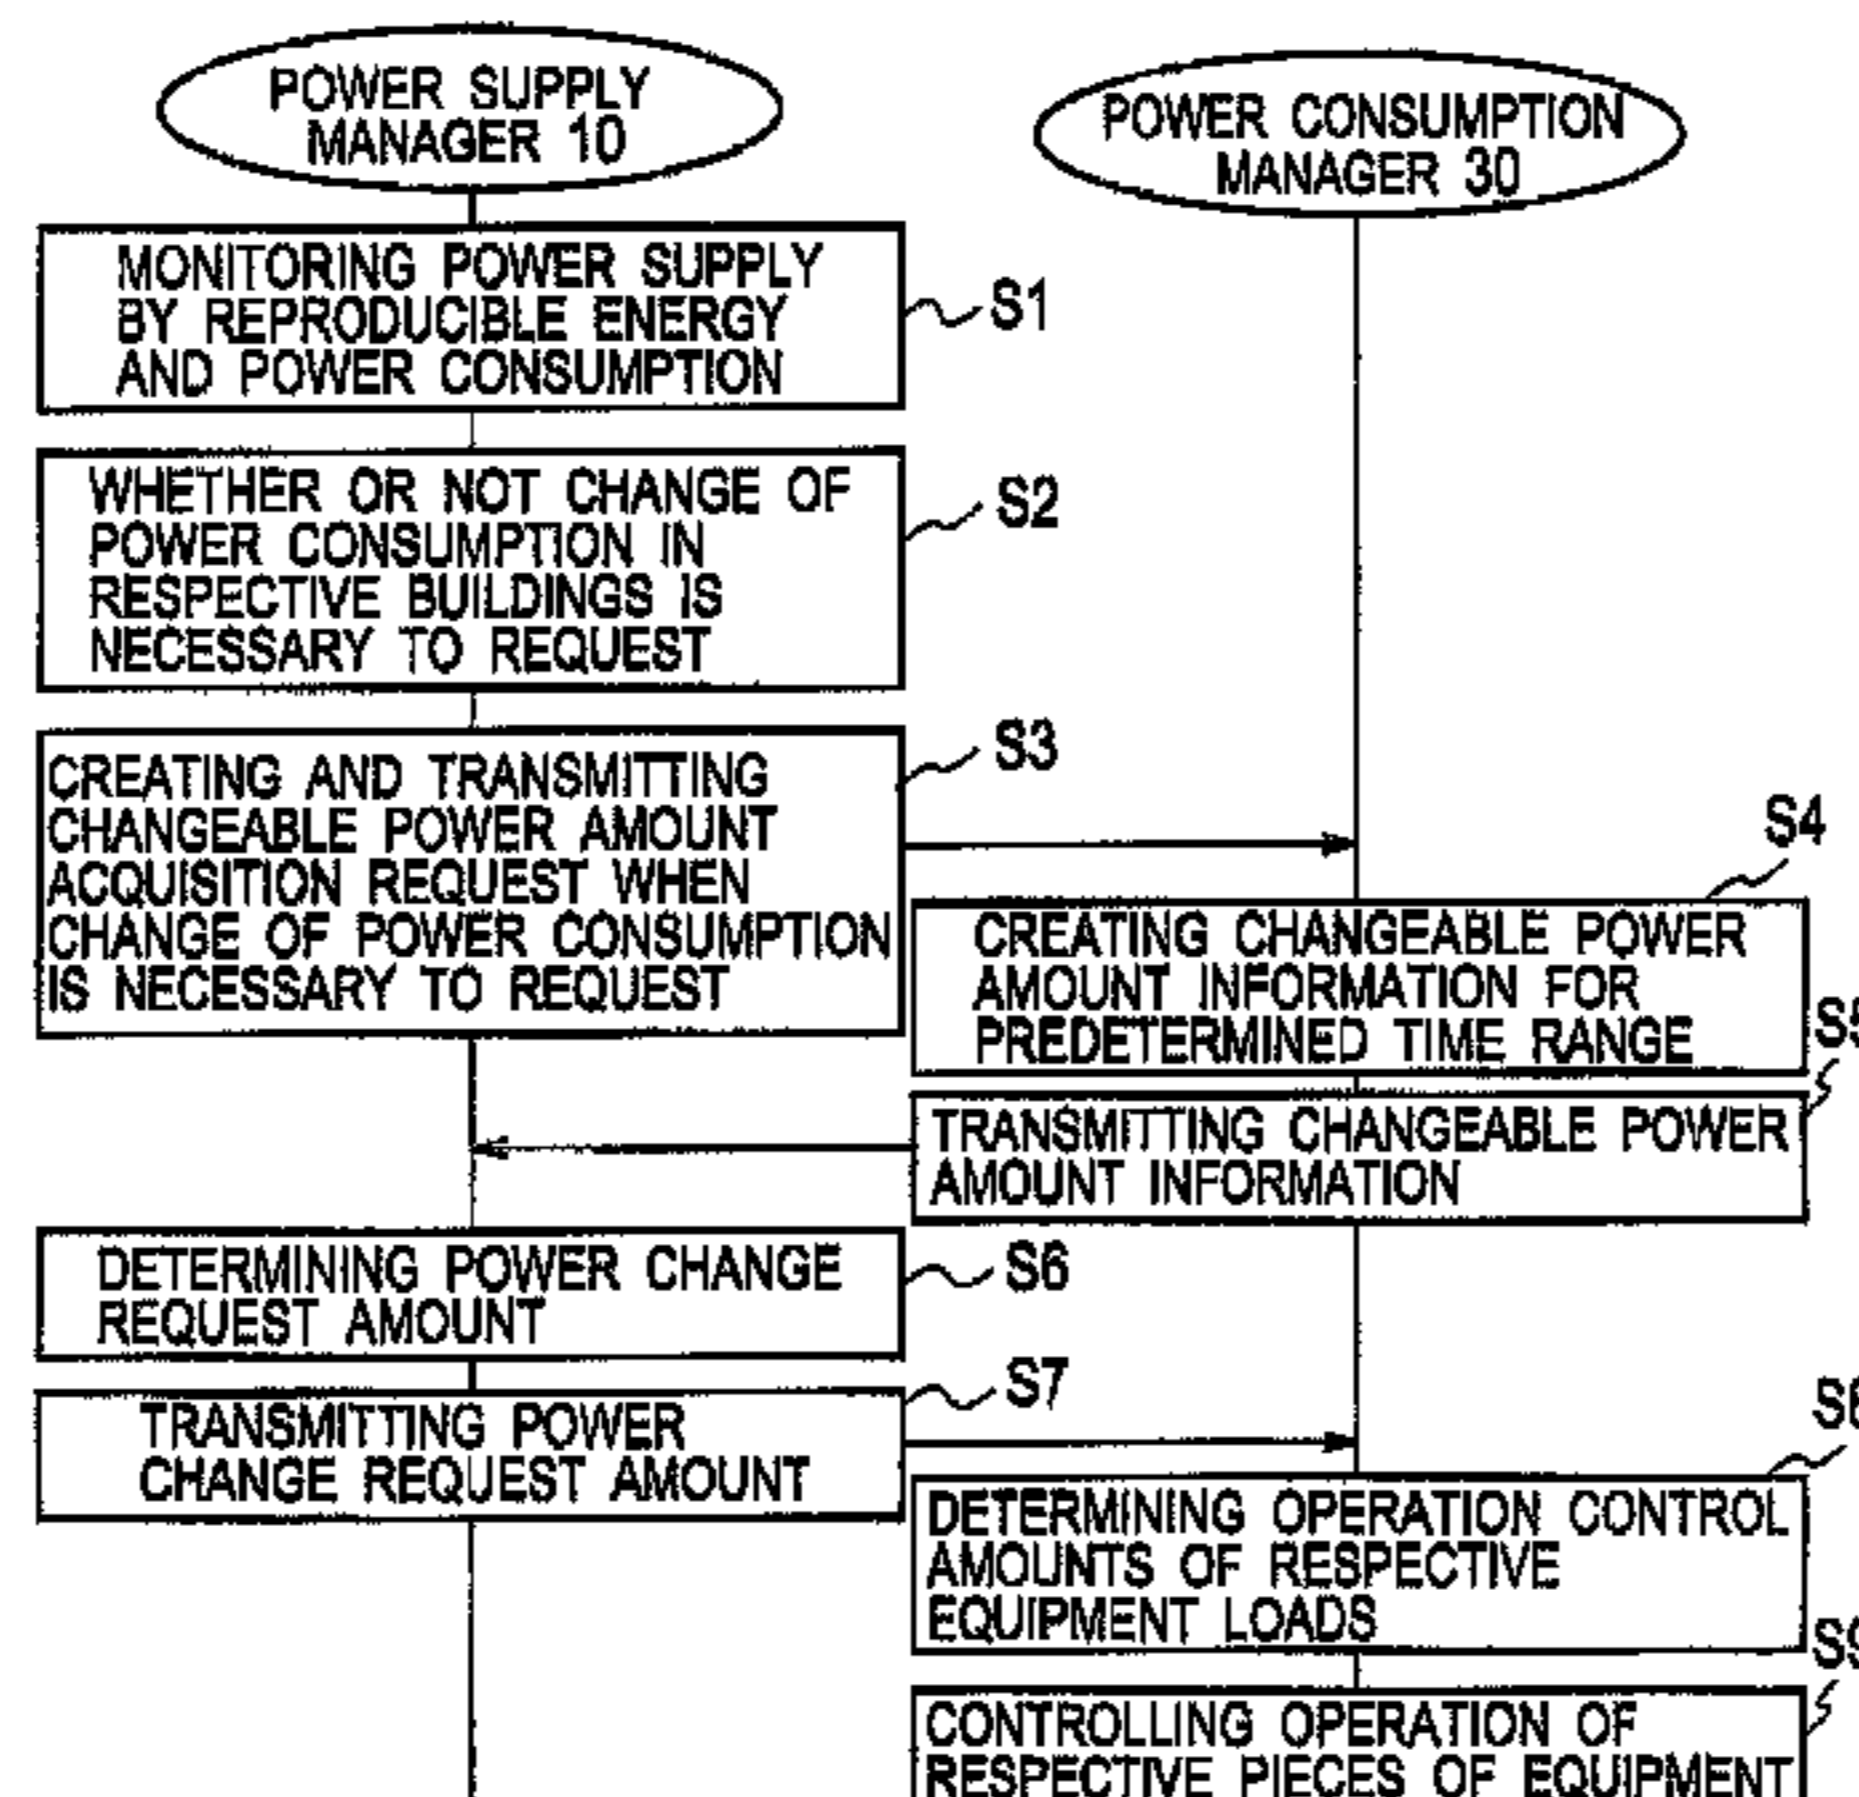 POWER SUPPLY
MANAGER 10
POWER CONSUMPTION
MANAGER 30
MONITORING POWER SUPPLY
BY REPRODUCIBLE ENERGY
AND POWER CONSUMPTION
S1
WHETHER OR NOT CHANGE OF
POWER CONSUMPTION IN
RESPECTIVE BUILDINGS IS
NECESSARY TO REQUEST
S2
CREATING AND TRANSMITTING
CHANGEABLE POWER AMOUNT
ACQUISITION REQUEST WHEN
CHANGE OF POWER CONSUMPTION
IS NECESSARY TO REQUEST
S3
S4
CREATING CHANGEABLE POWER
AMOUNT INFORMATION FOR
PREDETERMINED TIME RANGE
TRANSMITTING CHANGEABLE POWER
AMOUNT INFORMATION
DETERMINING POWER CHANGE
REQUEST AMOUNT
S6
TRANSMITTING POWER
CHANGE REQUEST AMOUNT
S7
DETERMINING OPERATION CONTROL
AMOUNTS OF RESPECTIVE
EQUIPMENT LOADS
CONTROLLING OPERATION OF
RESPECTIVE PIECES OF EQUIPMENT